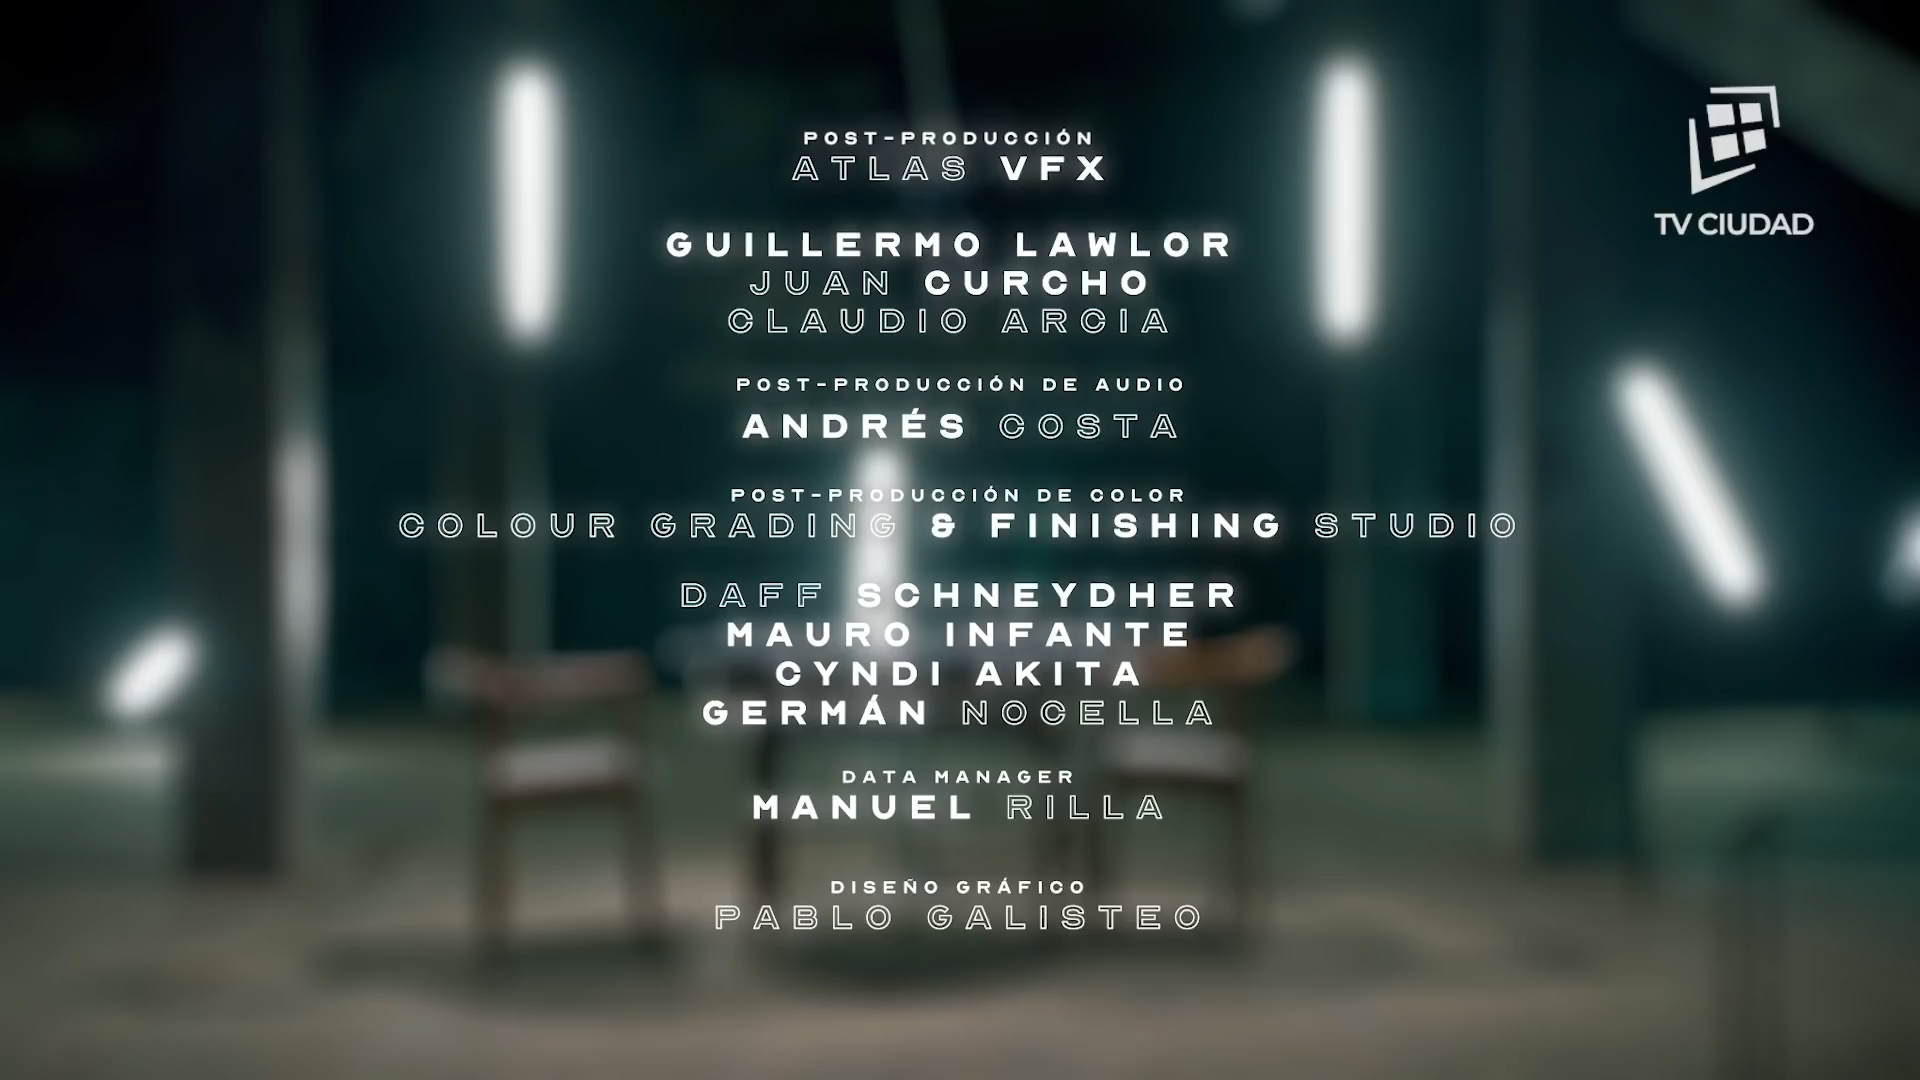 POST-PRODUCCIÓN
ATLAS VFX
GUILLERMO LAWLOR
JUAN CURCHO
CLAUDIO ARCIA
POST-PRODUCCIÓN DE AUDIO
ANDRÉS COSTA
POST-PRODUCCIÓN DE COLOR
COLOUR GRADING & FINISHING STUDIO
DAFF SCHNEYDHER
MAURO INFANTE
CYNDI AKITA
GERMÁN NOCELLA
DATA MANAGER
MANUEL RILLA
DISEÑO GRÁFICO
PABLO GALISTEO
TV CIUDAD